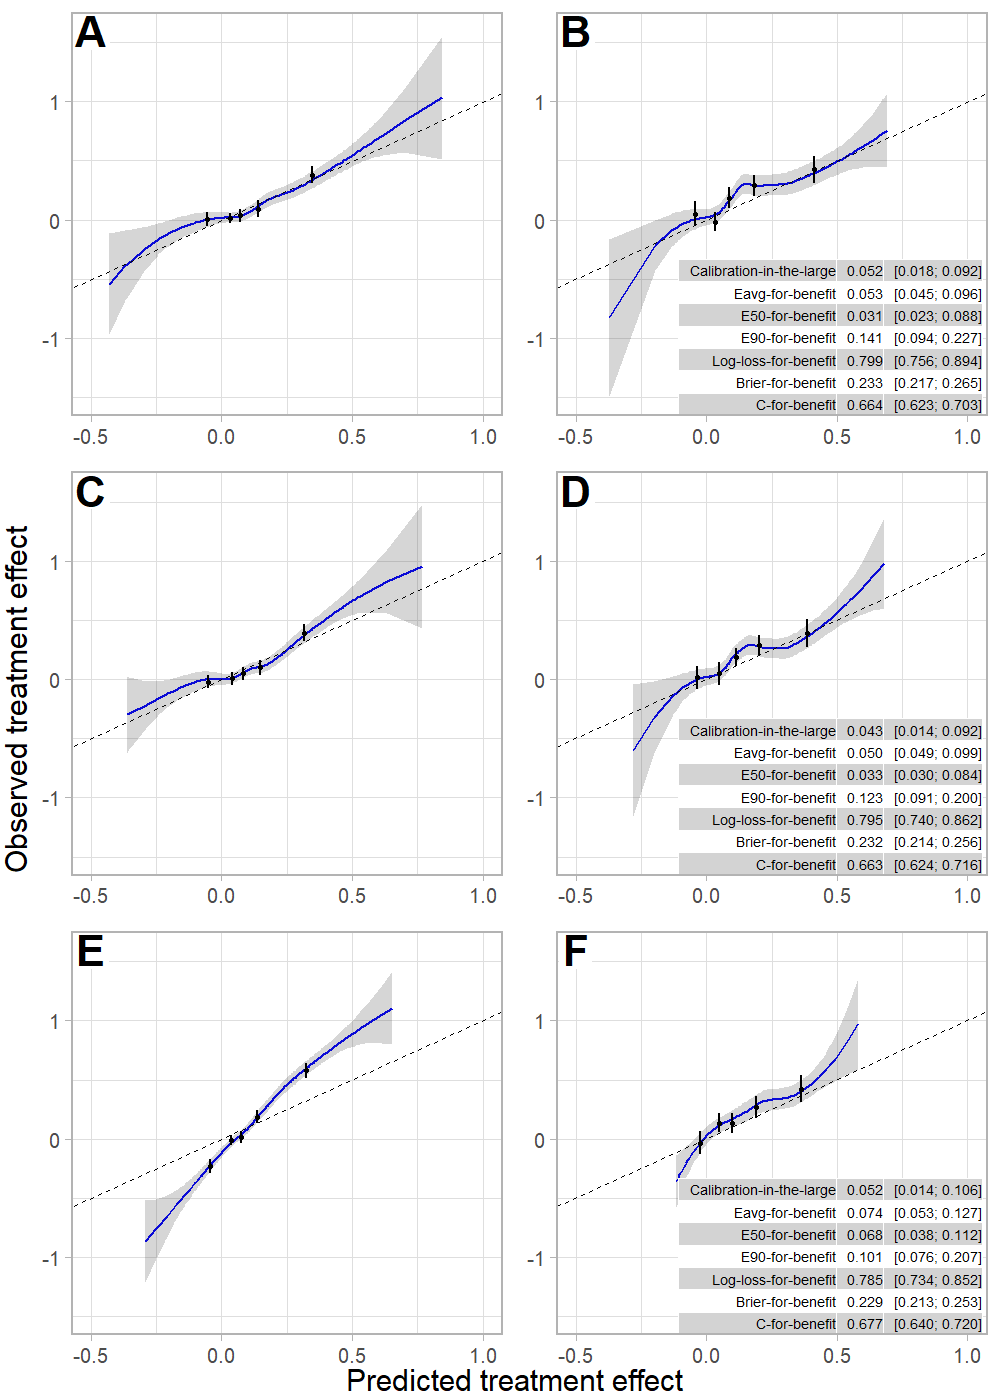 A
B
1
0
-1
1
0
-1
Calibration-in-the-large 0.052 [0.018; 0.092]
Eavg-for-benefit 0.053 [0.045; 0.096]
E50-for-benefit 0.031 [0.023; 0.088]
E90-for-benefit 0.141 [0.094; 0.227]
Log-loss-for-benefit 0.799 [0.756; 0.894]
Brier-for-benefit 0.233 [0.217; 0.265]
C-for-benefit 0.664 [0.623; 0.703]
-0.5 0.0 0.5 1.0
-0.5 0.0 0.5 1.0
C
D
Observed treatment effect
1
0
-1
1
0
-1
Calibration-in-the-large 0.043 [0.014; 0.092]
Eavg-for-benefit 0.050 [0.049; 0.099]
E50-for-benefit 0.033 [0.030; 0.084]
E90-for-benefit 0.123 [0.091; 0.200]
Log-loss-for-benefit 0.795 [0.740; 0.862]
Brier-for-benefit 0.232 [0.214; 0.256]
C-for-benefit 0.663 [0.624; 0.716]
-0.5 0.0 0.5 1.0
-0.5 0.0 0.5 1.0
E
F
1
0
-1
1
0
-1
Calibration-in-the-large 0.052 [0.014; 0.106]
Eavg-for-benefit 0.074 [0.053; 0.127]
E50-for-benefit 0.068 [0.038; 0.112]
E90-for-benefit 0.101 [0.076; 0.207]
Log-loss-for-benefit 0.785 [0.734; 0.852]
Brier-for-benefit 0.229 [0.213; 0.253]
C-for-benefit 0.677 [0.640; 0.720]
-0.5 0.0 0.5 1.0
-0.5 0.0 0.5 1.0
Predicted treatment effect